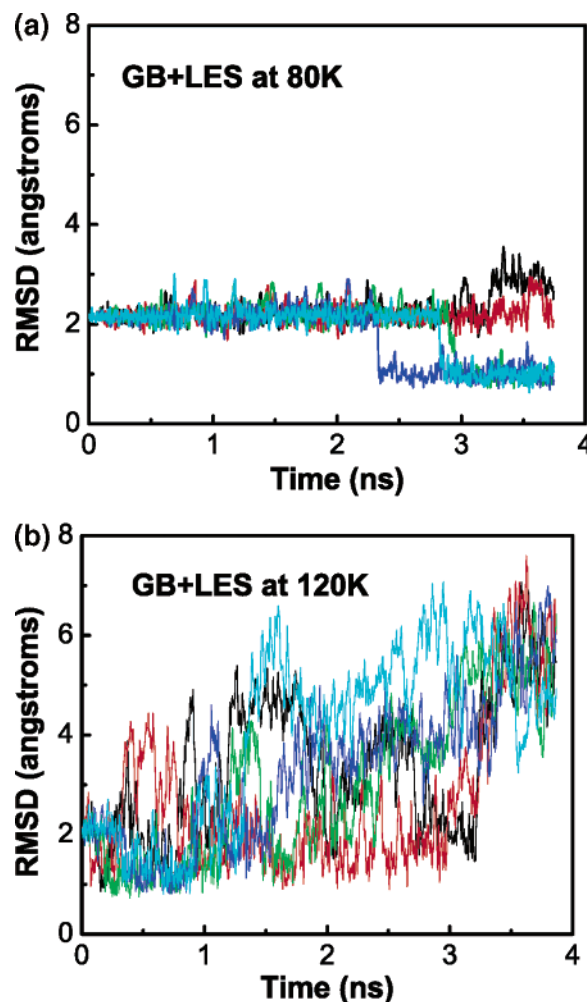 (a)
8
GB+LES at 80K
6
4
2
0
RMSD (angstroms)
0 1 2 3 4
Time (ns)
(b)
8
GB+LES at 120K
6
4
2
0
RMSD (angstroms)
0 1 2 3 4
Time (ns)